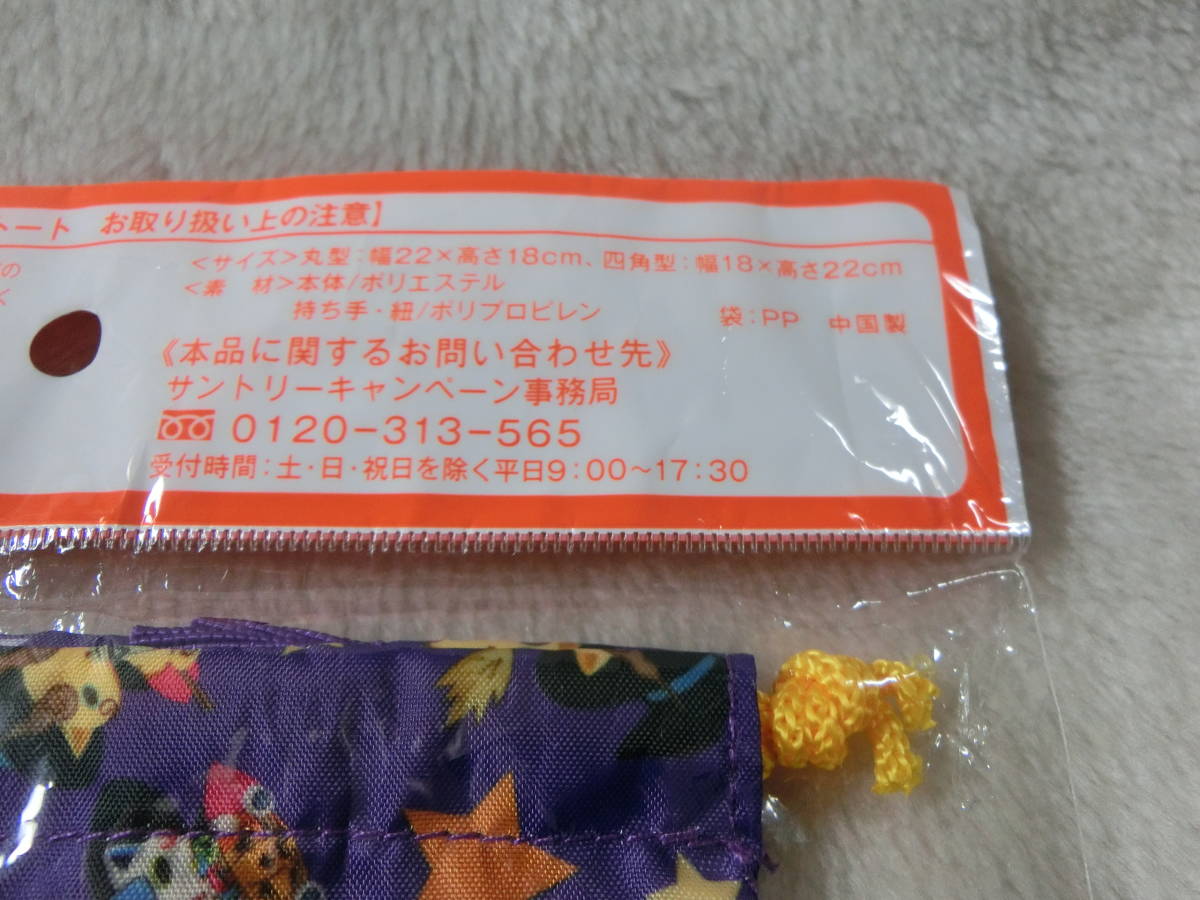 トート お取り扱い上の注意】
の
く
<サイズ>丸型:幅22×高さ18cm、四角型:幅18×高さ22cm
<素 材>本体/ポリエステル
持ち手・紐/ポリプロピレン 袋:PP 中国製
《本品に関するお問い合わせ先》
サントリーキャンペーン事務局
0120-313-565
受付時間:土・日・祝日を除く平日9:00~17:30